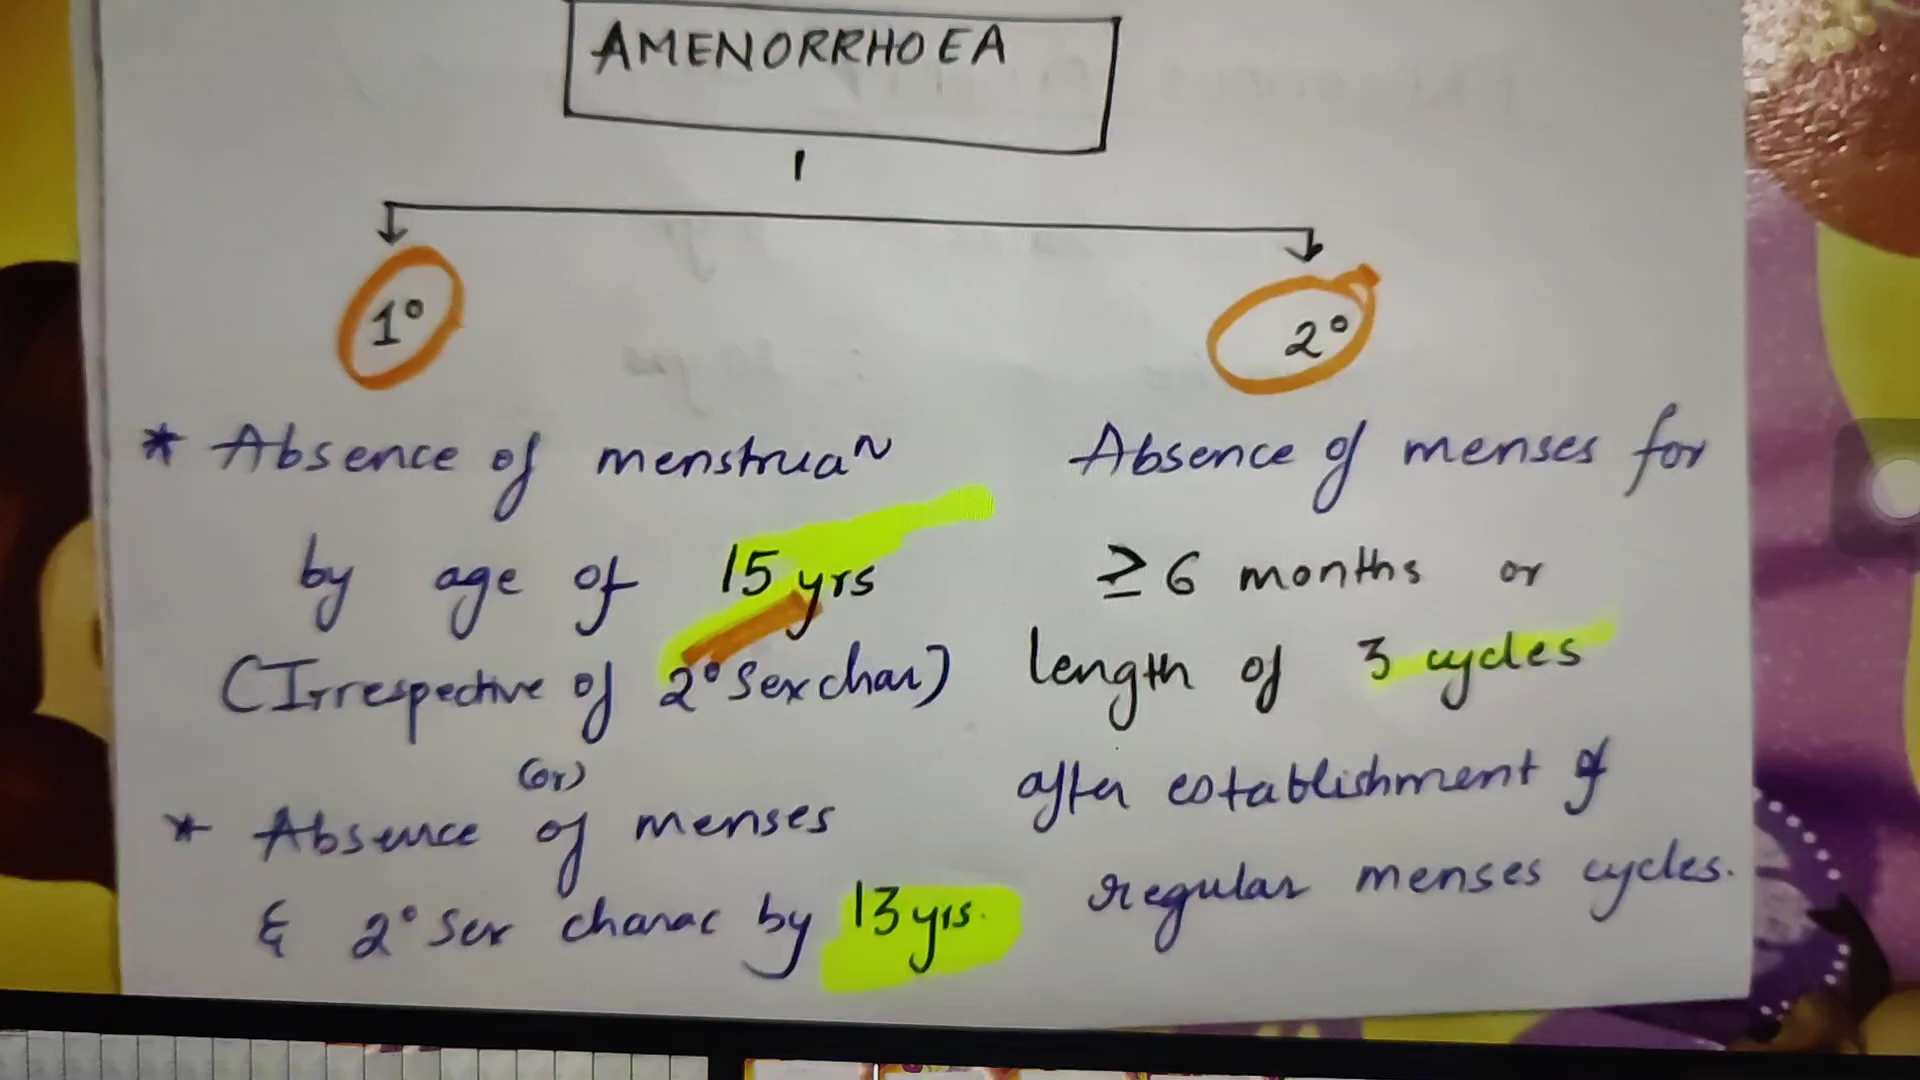 AMENORRHOEA
1°
2°
* Absence of menstrua~
by age of 15 yrs
(Irrespective of 2° Sex char)
(or)
* Absence of menses
& 2° Sex charac by 13 yrs.
Absence of menses for
≥ 6 months or
length of 3 cycles
after establishment of
regular menses cycles.